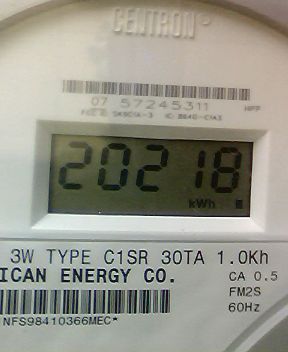 CENTRON®
07 57245311
20218
kWh
3W TYPE C1SR 30TA 1.0Kh
ICAN ENERGY CO.
CA 0.5
FM2S
60Hz
NFS98410366MEC*